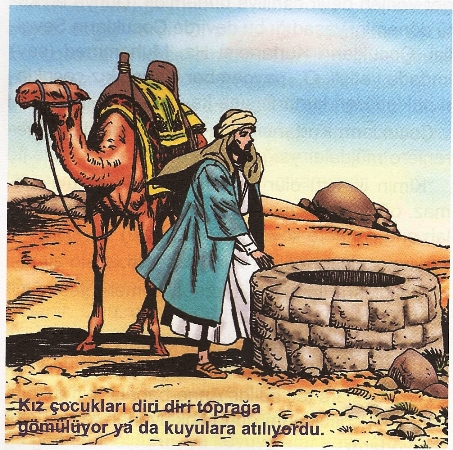 Kız çocukları diri diri toprağa
gömülüyor ya da kuyulara atılıyordu.